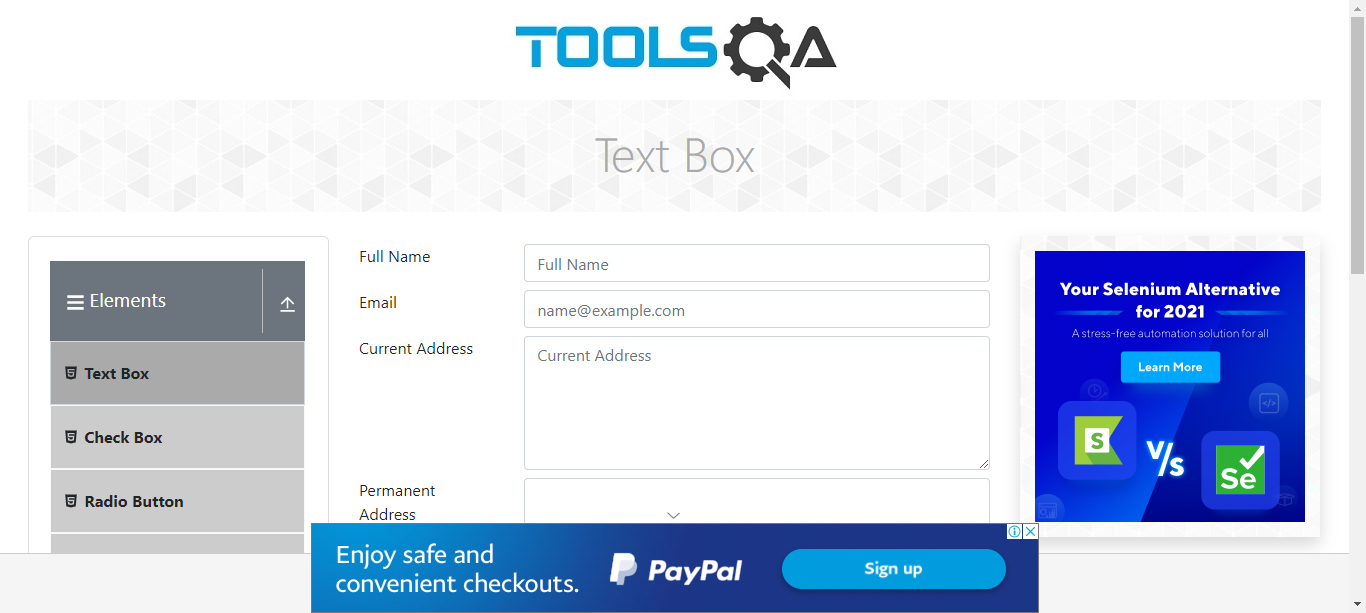 TOOLSQA
Text Box
Elements
Text Box
Check Box
Radio Button
Full Name
Full Name
Email
name@example.com
Current Address
Current Address
Permanent
Address
Your Selenium Alternative
for 2021
A stress-free automation solution for all
Learn More
S
V/s
Se
Enjoy safe and
convenient checkouts.
PayPal
Sign up